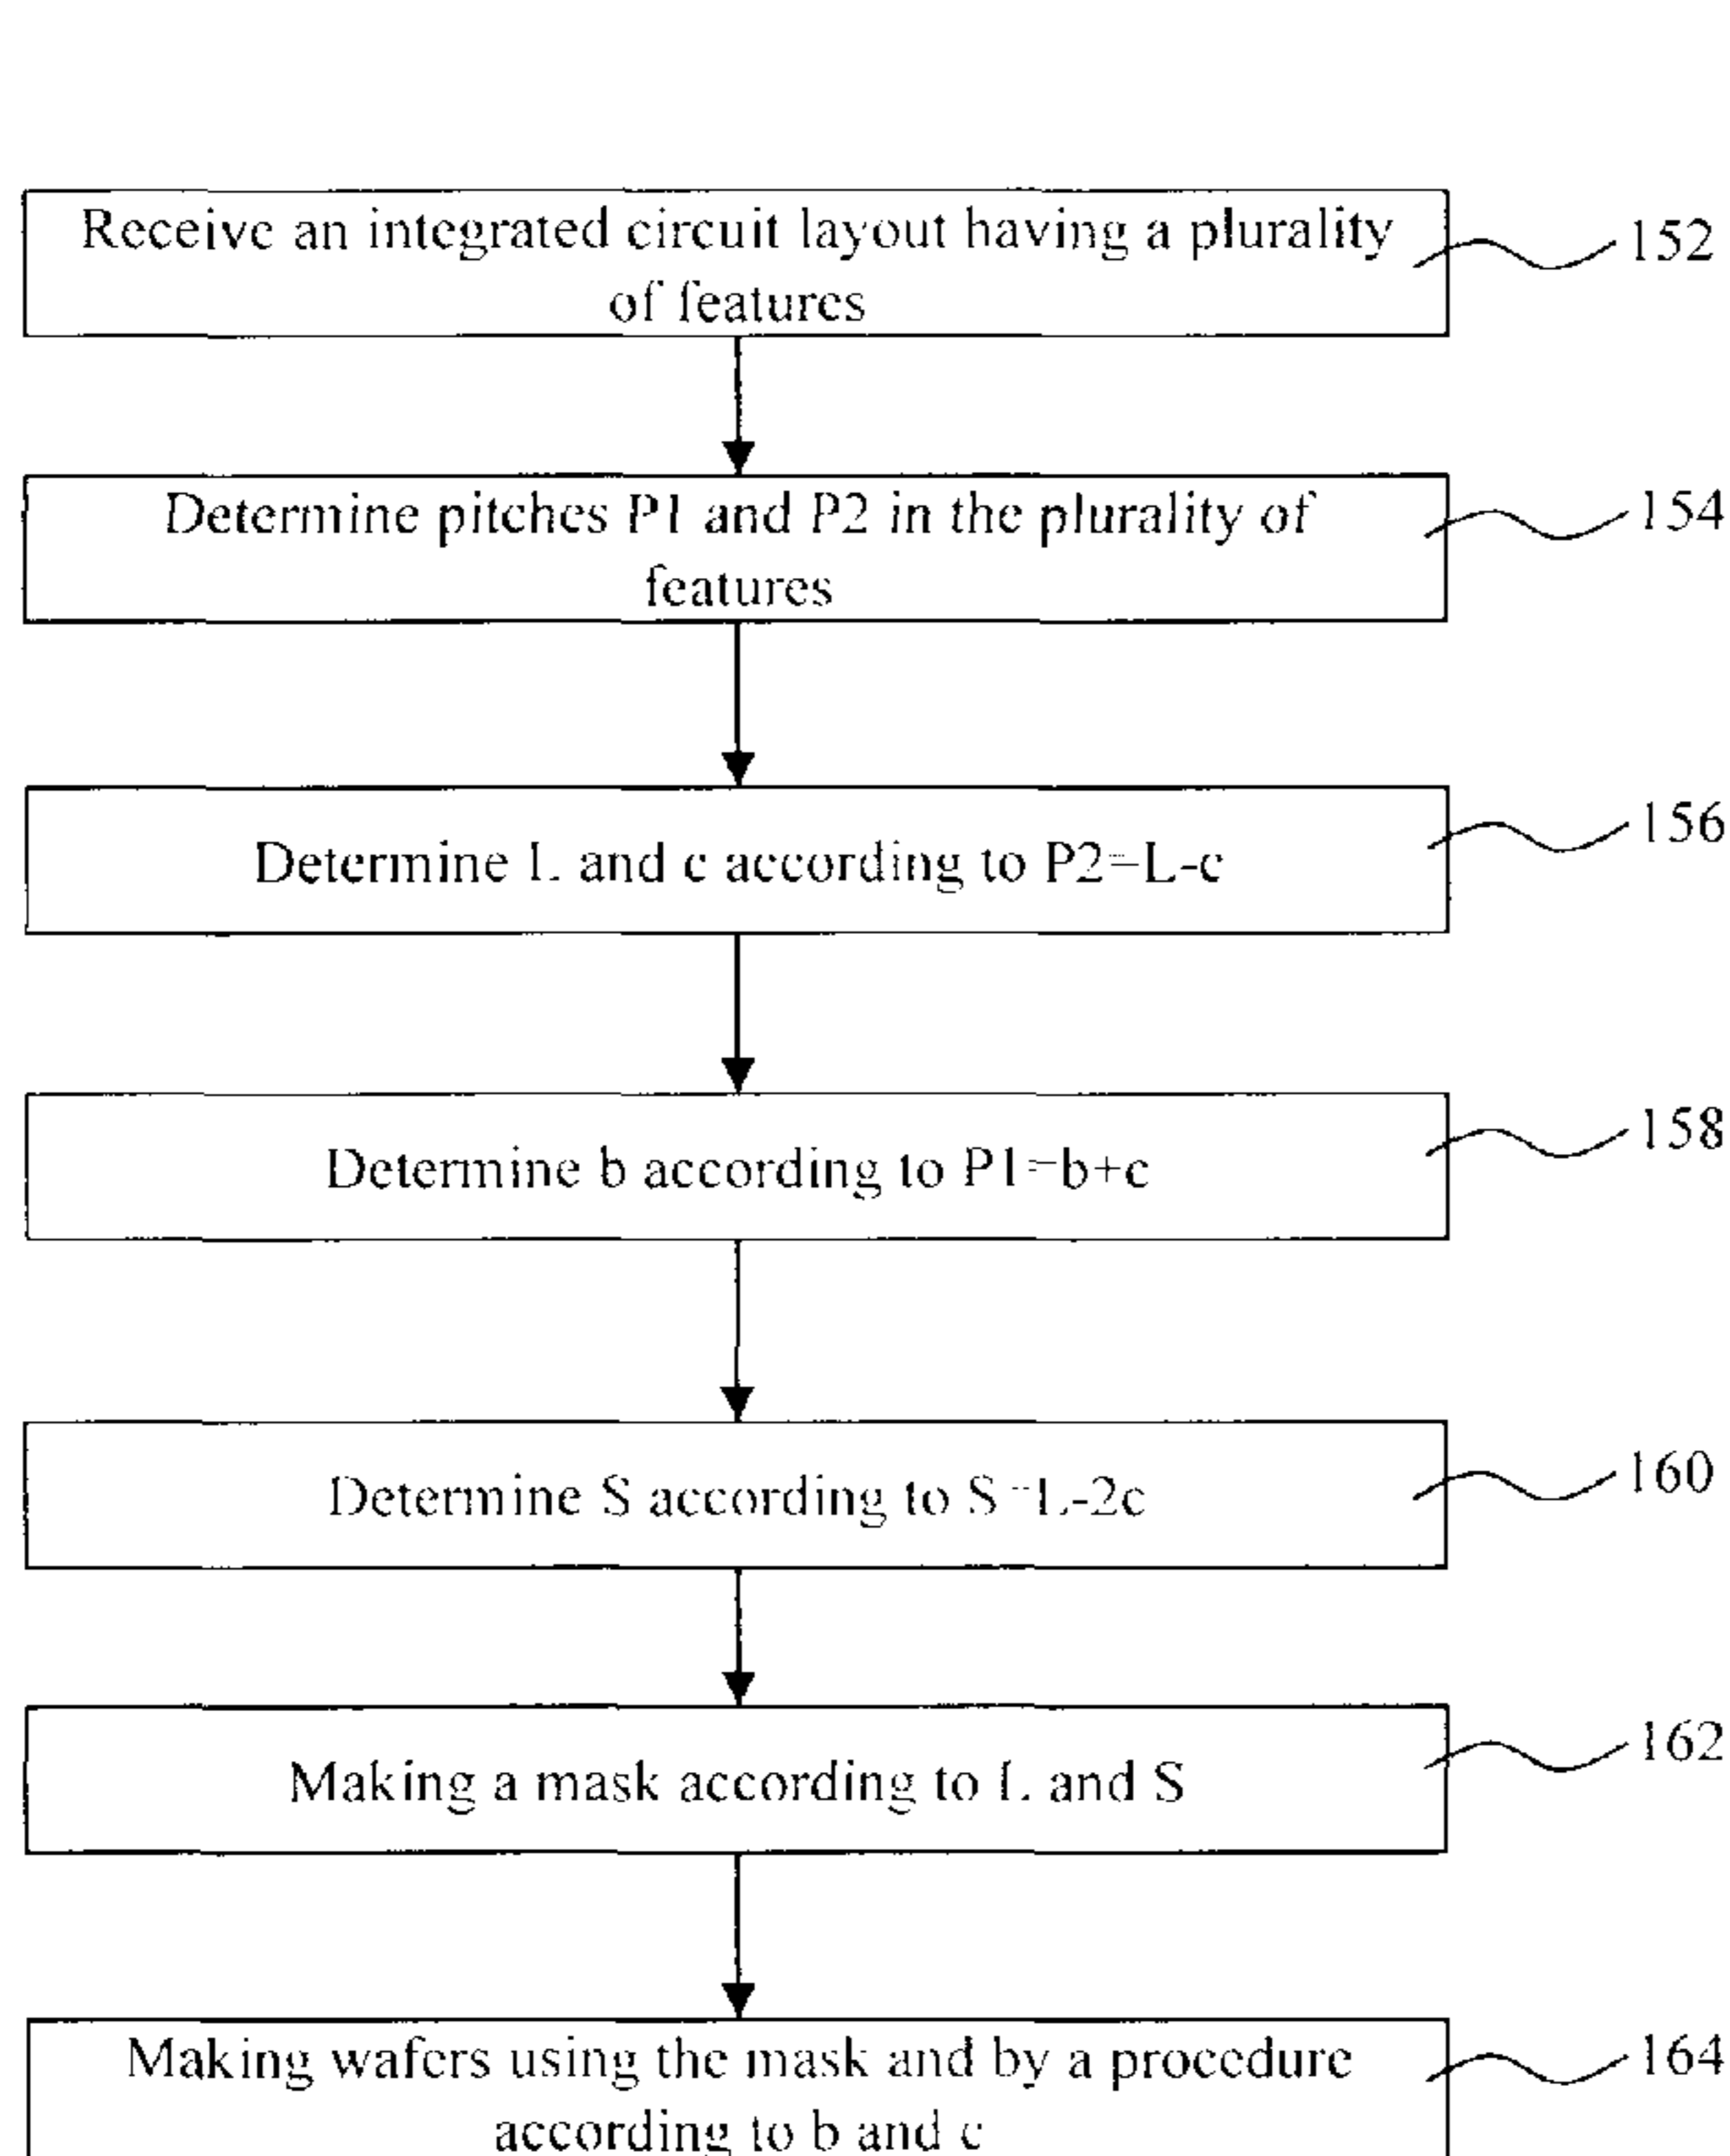 Receive an integrated circuit layout having a plurality
of features
152
Determine pitches P1 and P2 in the plurality of
features
154
Determine L and c according to P2=L-c
156
Determine b according to P1=b+c
158
Determine S according to S=L-2c
160
Making a mask according to L and S
162
Making wafers using the mask and by a procedure
according to b and c
164